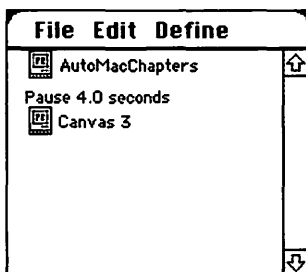 File Edit Define
AutoMacChapters
Pause 4.0 seconds
Canvas 3